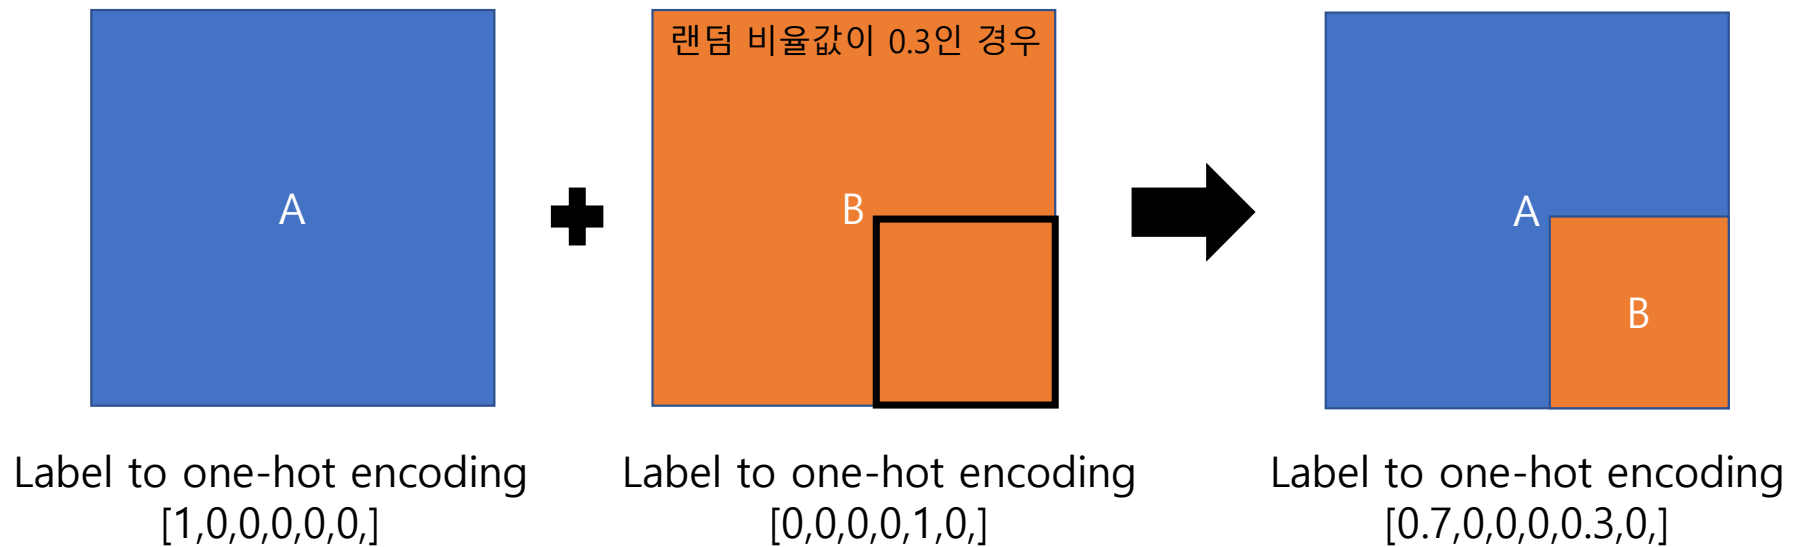 A
랜덤 비율값이 0.3인 경우
B
A
B
Label to one-hot encoding
[1,0,0,0,0,0,]
Label to one-hot encoding
[0,0,0,0,1,0,]
Label to one-hot encoding
[0.7,0,0,0,0.3,0,]